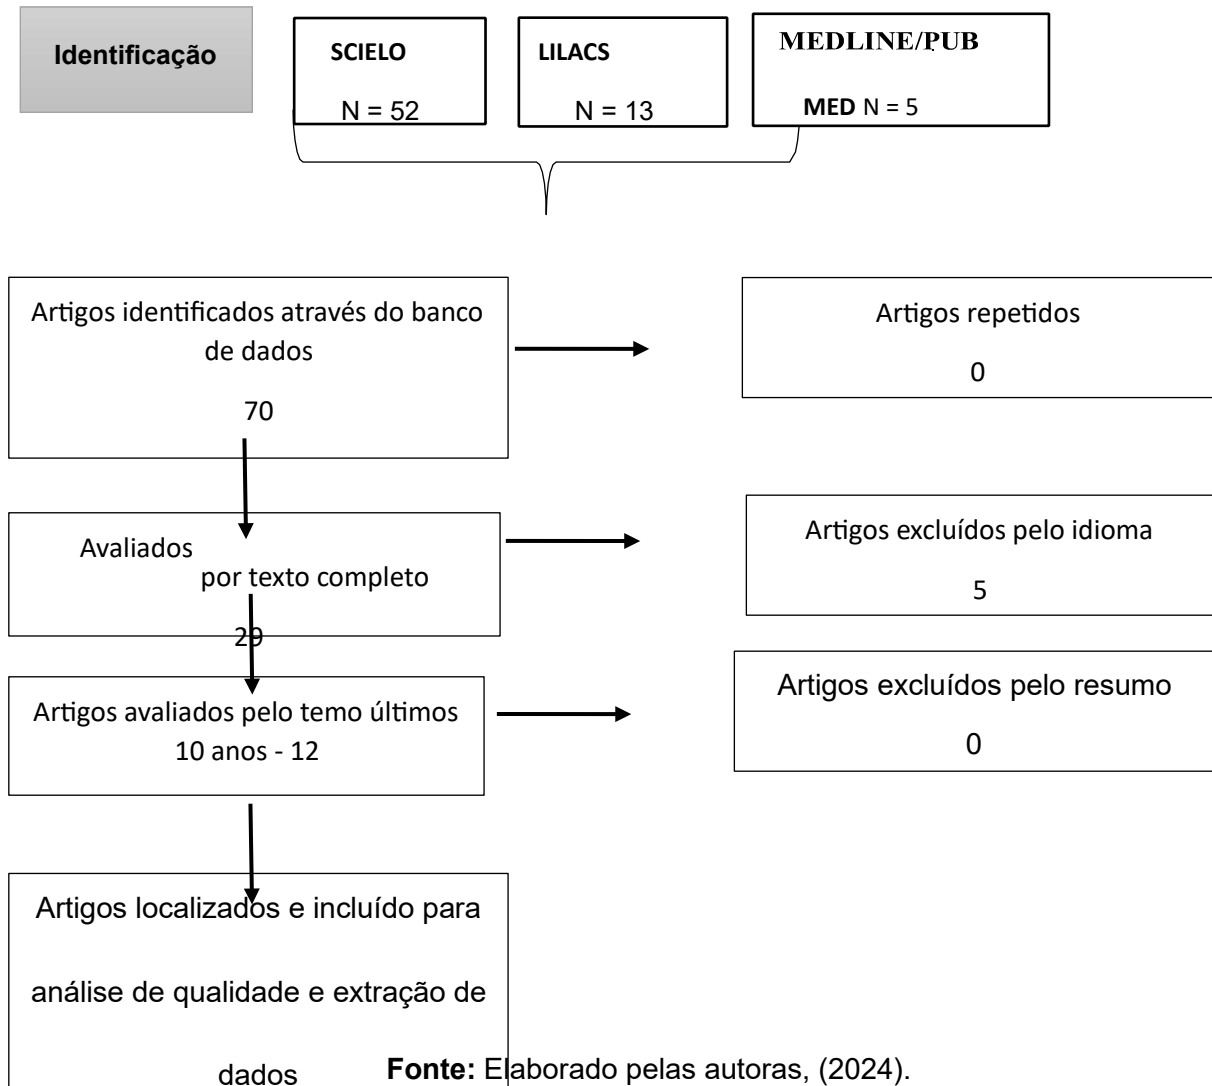 Identificação
SCIELO
N = 52
LILACS
N = 13
MEDLINE/PUB
MED N = 5
Artigos identificados através do banco
de dados
70
Artigos repetidos
0
Avaliados
por texto completo
29
Artigos excluídos pelo idioma
5
Artigos avaliados pelo temo últimos
10 anos - 12
Artigos excluídos pelo resumo
0
Artigos localizados e incluído para
análise de qualidade e extração de
dados
Fonte: Elaborado pelas autoras, (2024).